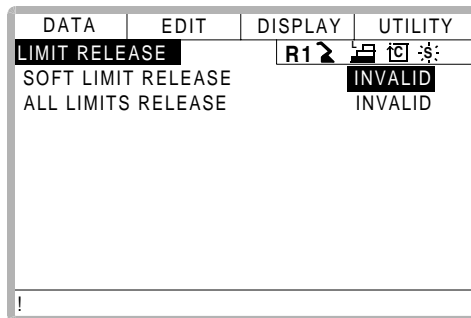 DATA EDIT DISPLAY UTILITY
LIMIT RELEASE R1 C S
SOFT LIMIT RELEASE INVALID
ALL LIMITS RELEASE INVALID
!